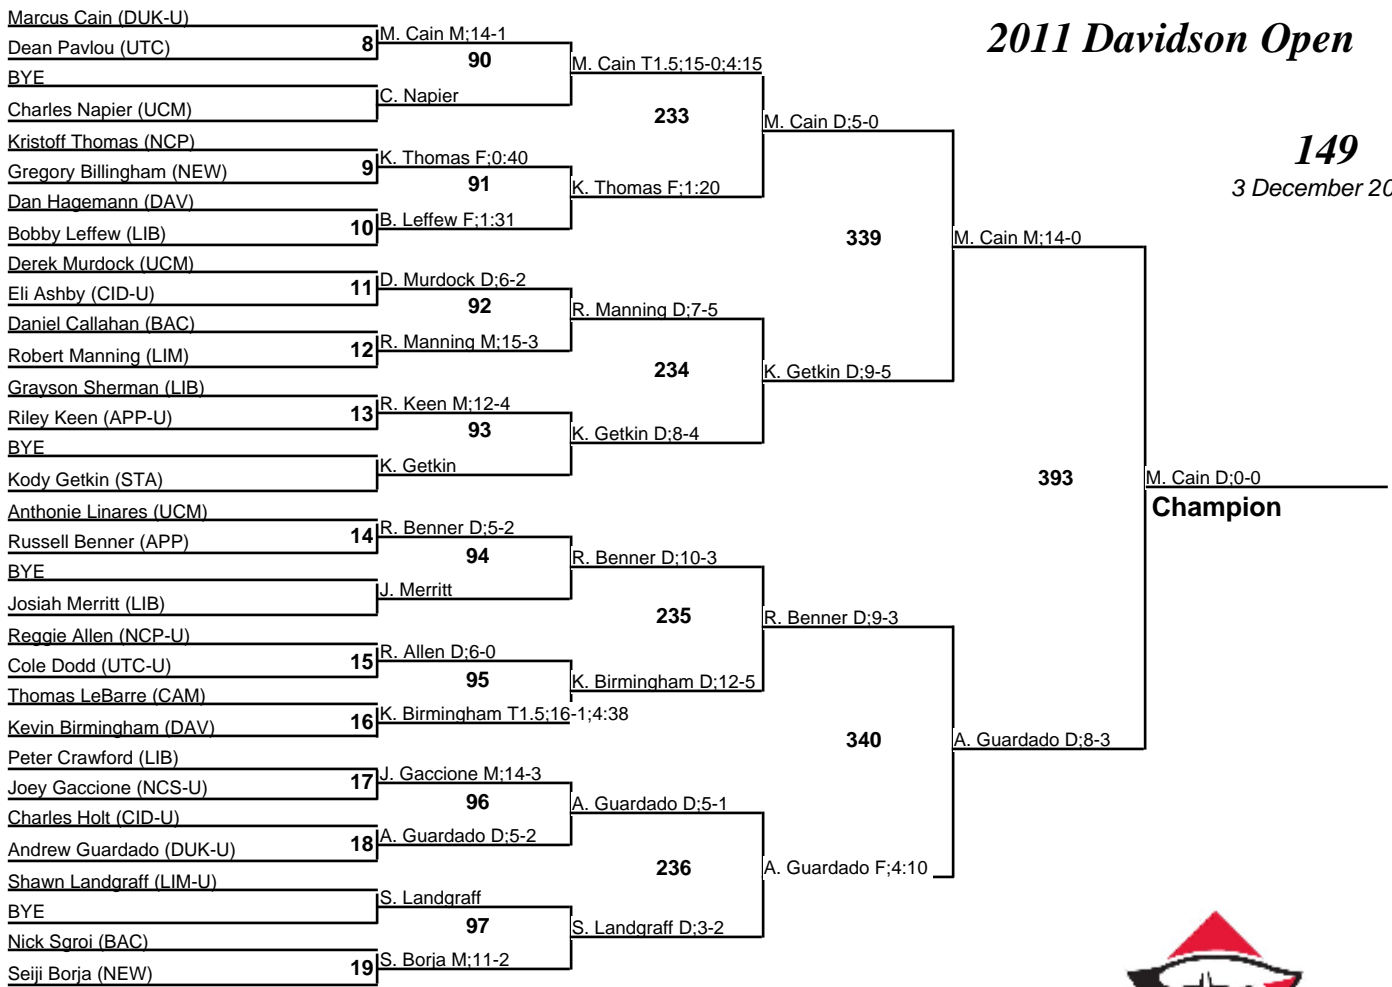 2011 Davidson Open
149
3 December 20
Marcus Cain (DUK-U)
Dean Pavlou (UTC)
BYE
Charles Napier (UCM)
Kristoff Thomas (NCP)
Gregory Billingham (NEW)
Dan Hagemann (DAV)
Bobby Leffew (LIB)
Derek Murdock (UCM)
Eli Ashby (CID-U)
Daniel Callahan (BAC)
Robert Manning (LIM)
Grayson Sherman (LIB)
Riley Keen (APP-U)
BYE
Kody Getkin (STA)
Anthonie Linares (UCM)
Russell Benner (APP)
BYE
Josiah Merritt (LIB)
Reggie Allen (NCP-U)
Cole Dodd (UTC-U)
Thomas LeBarre (CAM)
Kevin Birmingham (DAV)
Peter Crawford (LIB)
Joey Gaccione (NCS-U)
Charles Holt (CID-U)
Andrew Guardado (DUK-U)
Shawn Landgraff (LIM-U)
BYE
Nick Sgroi (BAC)
Seiji Borja (NEW)
8
9
10
11
12
13
14
15
16
17
18
19
M. Cain M;14-1
C. Napier
K. Thomas F;0:40
B. Leffew F;1:31
D. Murdock D;6-2
R. Manning M;15-3
R. Keen M;12-4
K. Getkin
R. Benner D;5-2
J. Merritt
R. Allen D;6-0
K. Birmingham T1.5;16-1;4:38
J. Gaccione M;14-3
A. Guardado D;5-2
S. Landgraff
S. Borja M;11-2
90
91
92
93
94
95
96
97
M. Cain T1.5;15-0;4:15
K. Thomas F;1:20
R. Manning D;7-5
K. Getkin D;8-4
R. Benner D;10-3
K. Birmingham D;12-5
A. Guardado D;5-1
S. Landgraff D;3-2
233
234
235
236
M. Cain D;5-0
K. Getkin D;9-5
R. Benner D;9-3
A. Guardado F;4:10
339
340
M. Cain M;14-0
A. Guardado D;8-3
393
M. Cain D;0-0
Champion